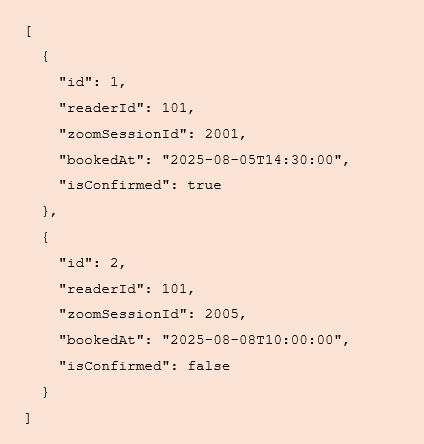 [
  {
    "id": 1,
    "readerId": 101,
    "zoomSessionId": 2001,
    "bookedAt": "2025-08-05T14:30:00",
    "isConfirmed": true
  },
  {
    "id": 2,
    "readerId": 101,
    "zoomSessionId": 2005,
    "bookedAt": "2025-08-08T10:00:00",
    "isConfirmed": false
  }
]